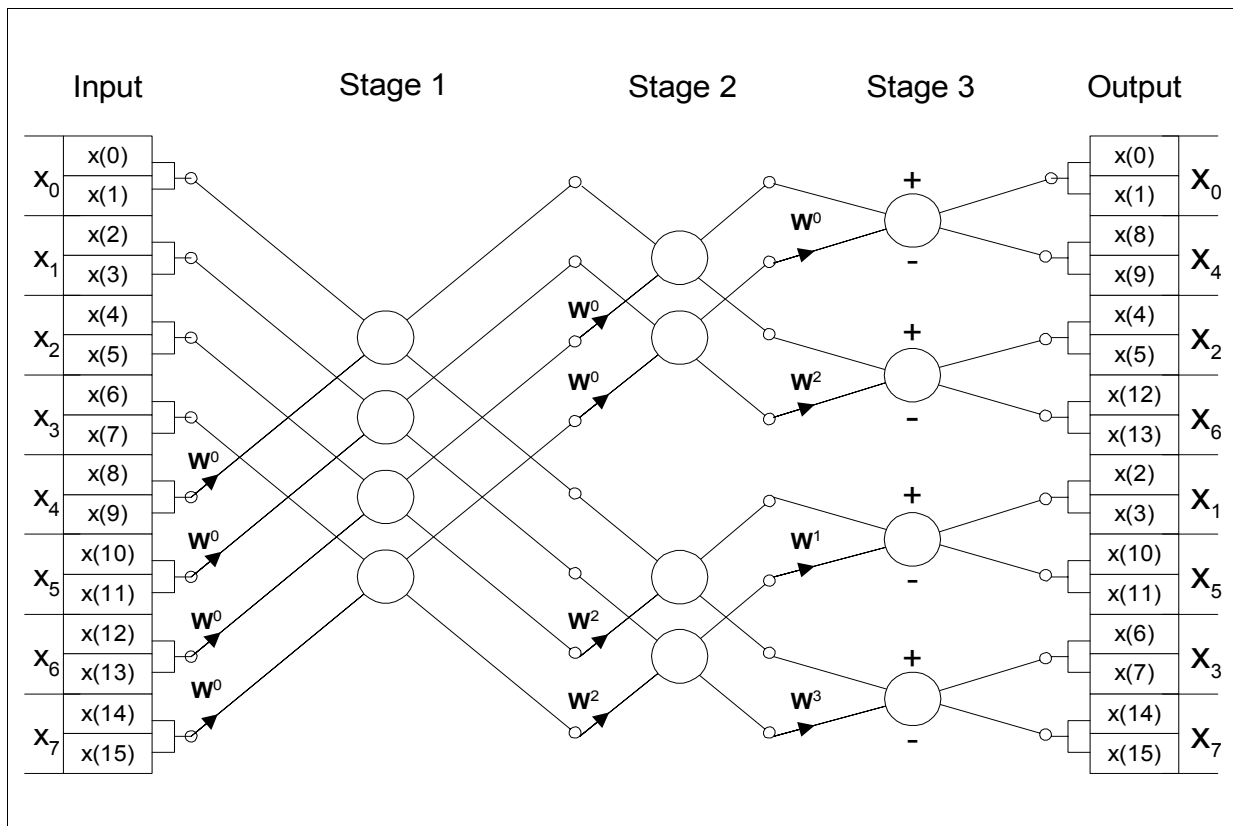 Input Stage 1 Stage 2 Stage 3 Output
x(0) x(0)
X0 X0
x(1) x(1)
W0
x(2) x(8)
X1 X4
x(3) x(9)
W0
x(4) x(4)
X2 X2
x(5) x(5)
W0 W2
x(6) x(12)
X3 X6
x(7) x(13)
W0
x(8) x(2)
X4 X1
x(9) x(3)
W0 W1
x(10) x(10)
X5 X5
x(11) x(11)
W0 W2
x(12) x(6)
X6 X3
x(13) x(7)
W0 W2 W3
x(14) x(14)
X7 X7
x(15) x(15)
+
-
+
-
+
-
+
-